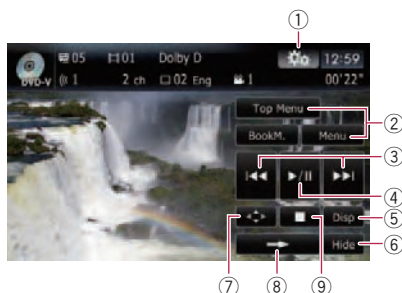 ①
05 01 Dolby D 12:59
DVD-V 1 2 ch 02 Eng 1 00'22"
Top Menu
②
BookM. Menu
③
④
Disp ⑤
Hide ⑥
⑦ ⑧ ⑨